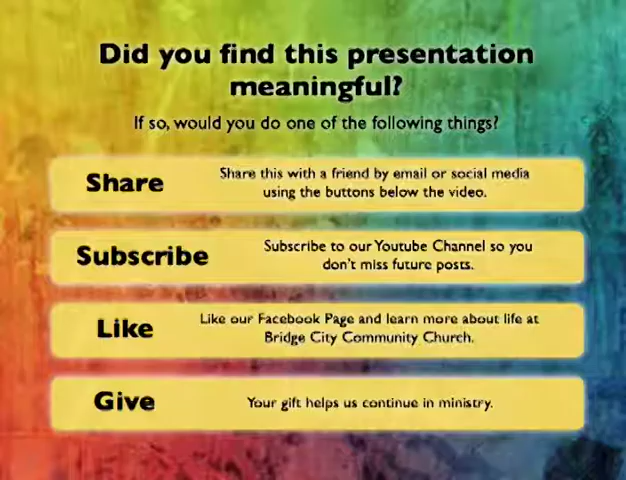 Did you find this presentation
meaningful?
If so, would you do one of the following things?
Share
Share this with a friend by email or social media
using the buttons below the video.
Subscribe
Subscribe to our Youtube Channel so you
don't miss future posts.
Like
Like our Facebook Page and learn more about life at
Bridge City Community Church.
Give
Your gift helps us continue in ministry.